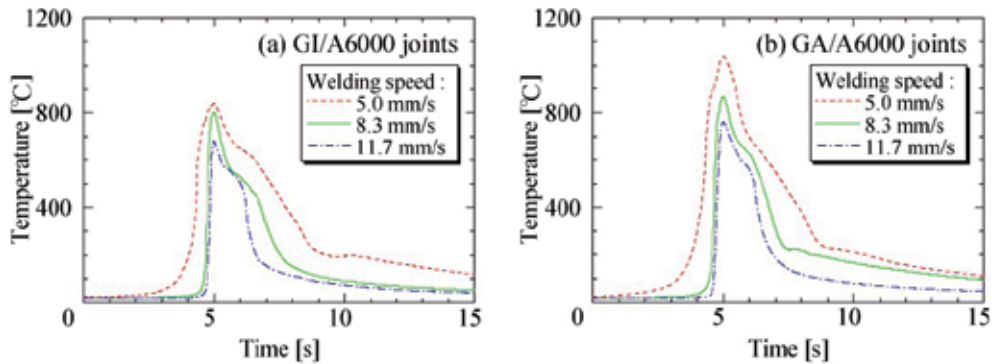 (a) GI/A6000 joints
Welding speed :
5.0 mm/s
8.3 mm/s
11.7 mm/s
Temperature [℃]
1200
800
400
0
0 5 10 15
Time [s]
(b) GA/A6000 joints
Welding speed :
5.0 mm/s
8.3 mm/s
11.7 mm/s
Temperature [℃]
1200
800
400
0
0 5 10 15
Time [s]